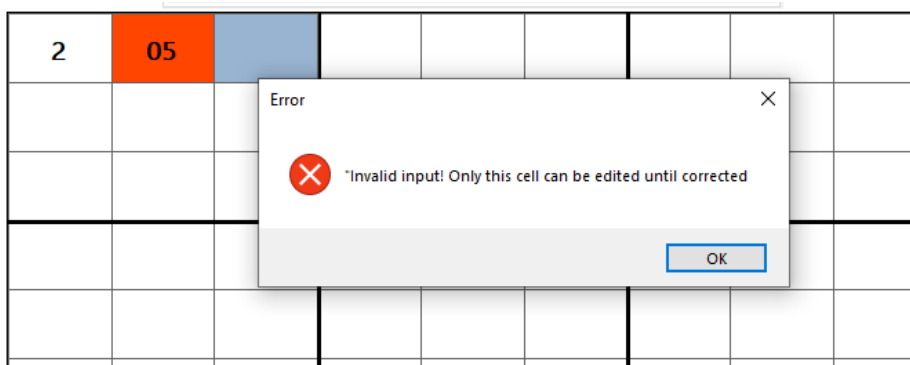 2 05
Error
"Invalid input! Only this cell can be edited until corrected
OK